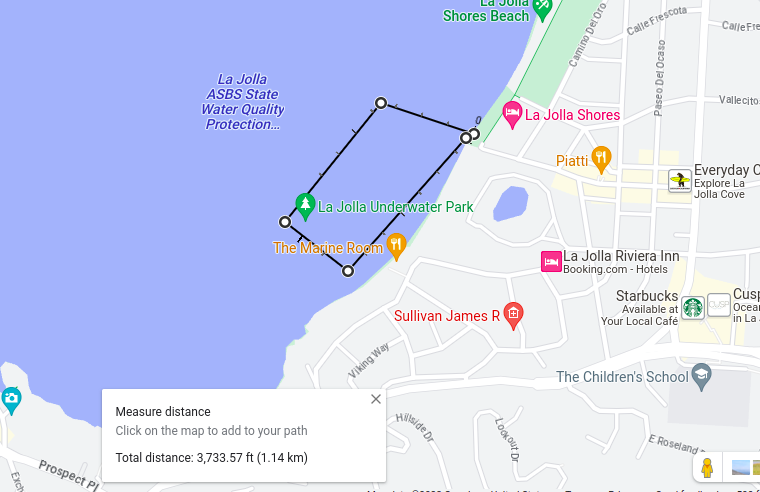 La Jolla
Shores Beach
Camino Del Oro
Calle Frescota
Paseo Del Ocaso
La Jolla
ASBS State
Water Quality
Protection...
0
La Jolla Shores
Piatti
Everyday
Explore La
Jolla Cove
La Jolla Underwater Park
The Marine Room
1
La Jolla Riviera Inn
Booking.com - Hotels
Starbucks
Available at
Your Local Café
CUSP
Cusp
in La
Sullivan James R
Viking Way
The Children's School
Measure distance
Click on the map to add to your path
Total distance: 3,733.57 ft (1.14 km)
Hillside Dr
Lookout Dr
E Roseland
Prospect Pl